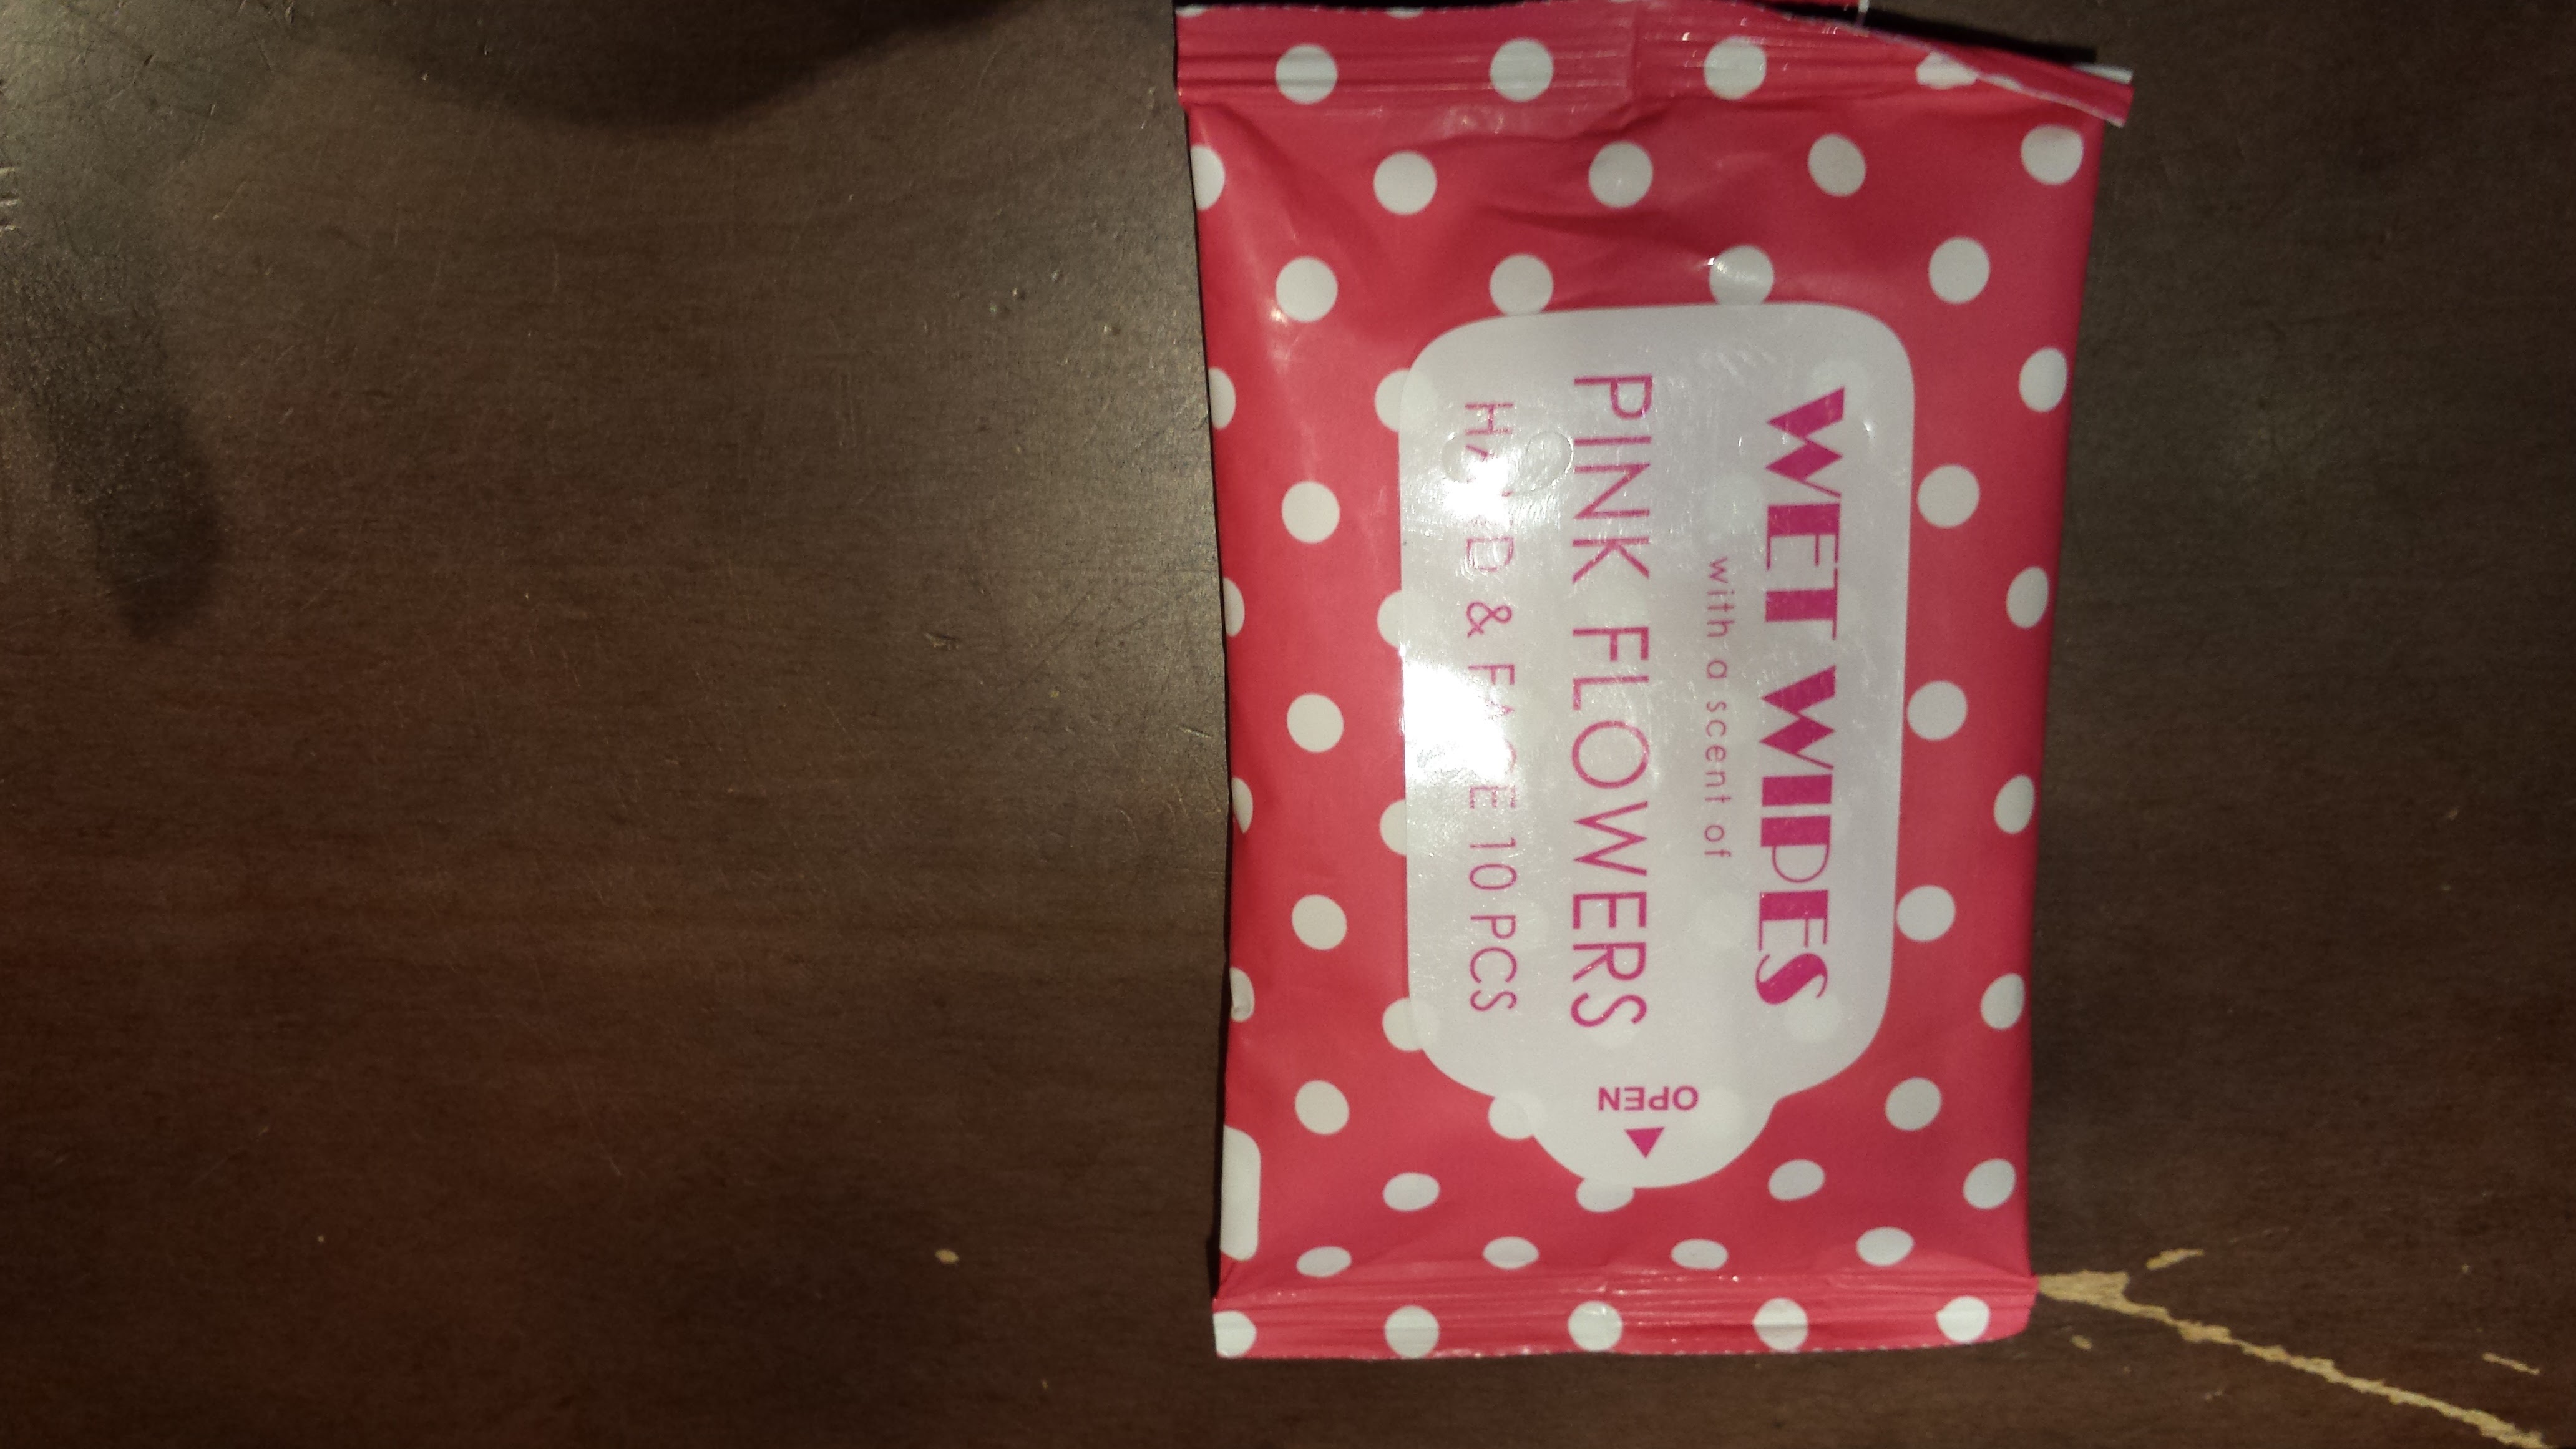 WET WIPES
with a scent of
PINK FLOWERS
HAND & FACE 10 PCS
OPEN